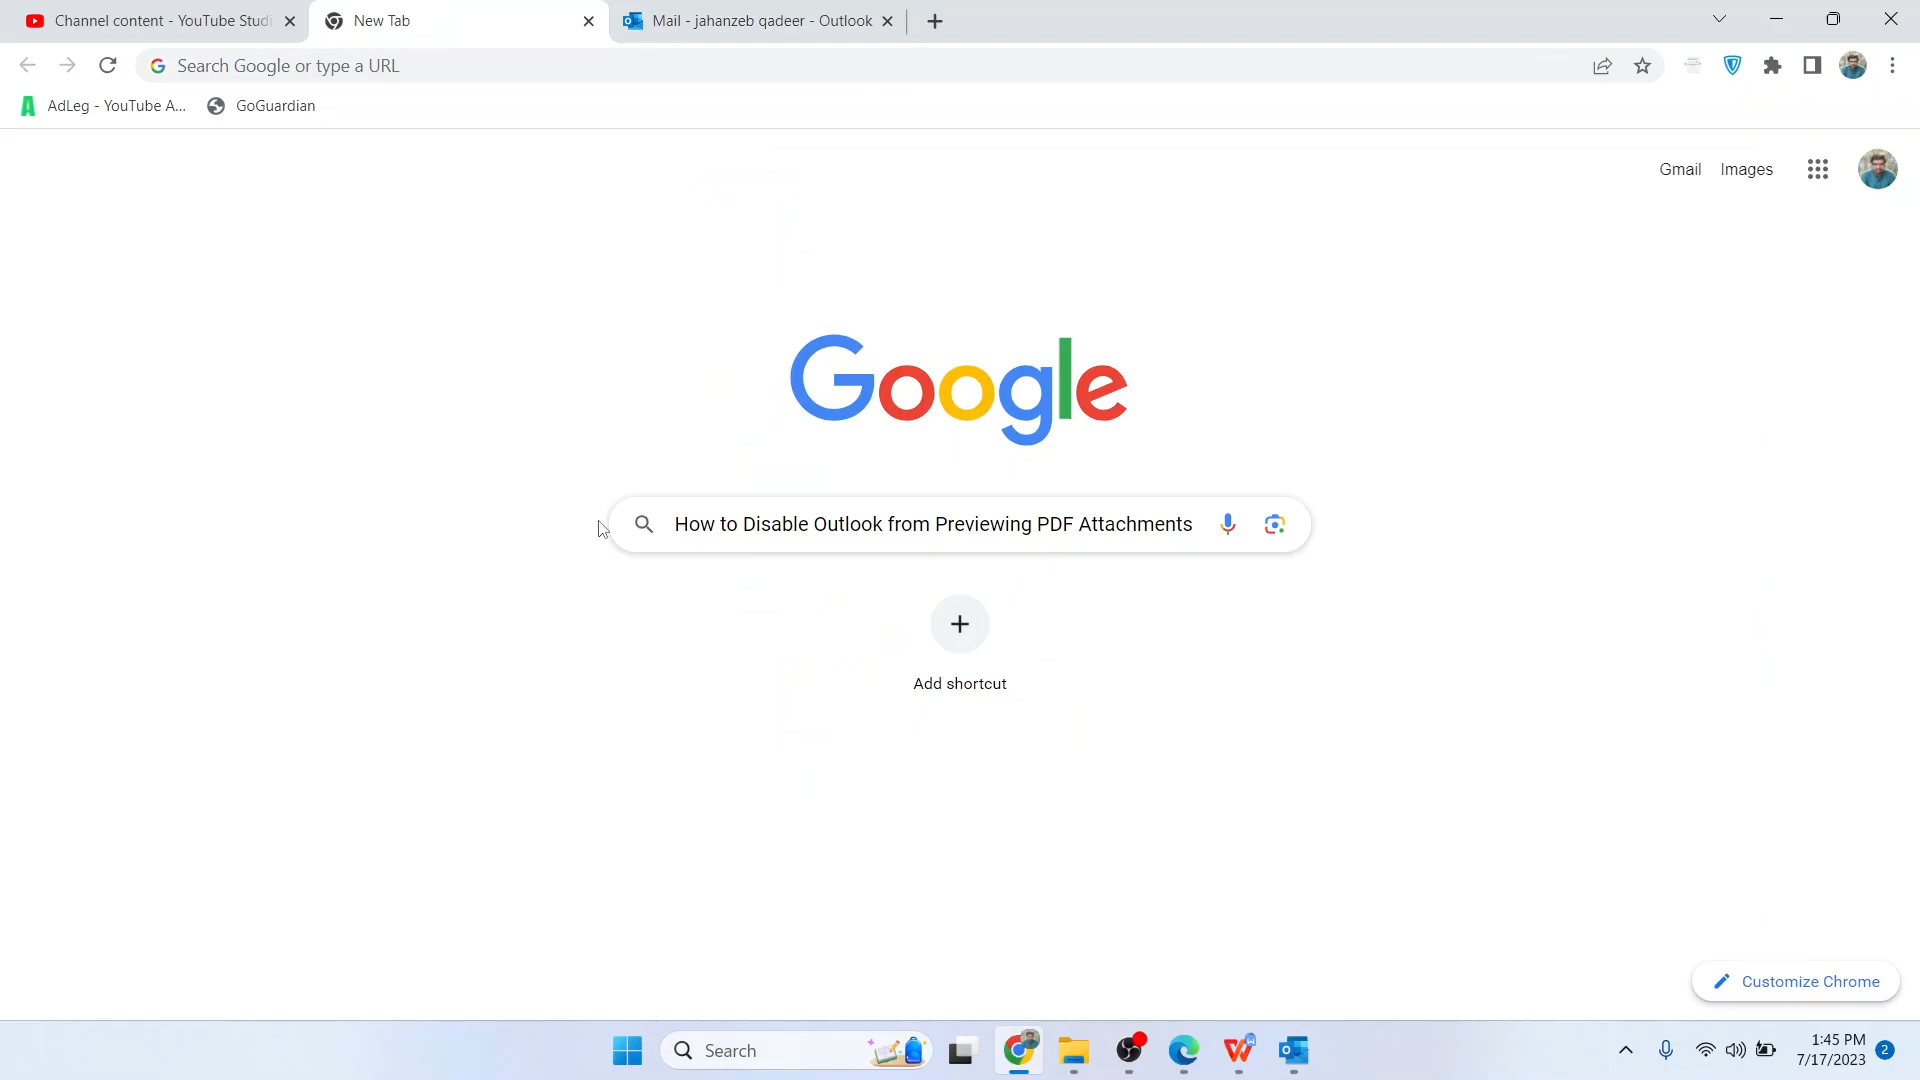 Channel content - YouTube Studi
New Tab
Mail - jahanzeb qadeer - Outlook
Search Google or type a URL
AdLeg - YouTube A...
GoGuardian
Gmail
Images
Google
How to Disable Outlook from Previewing PDF Attachments
Add shortcut
Customize Chrome
Search
1:45 PM
7/17/2023
2